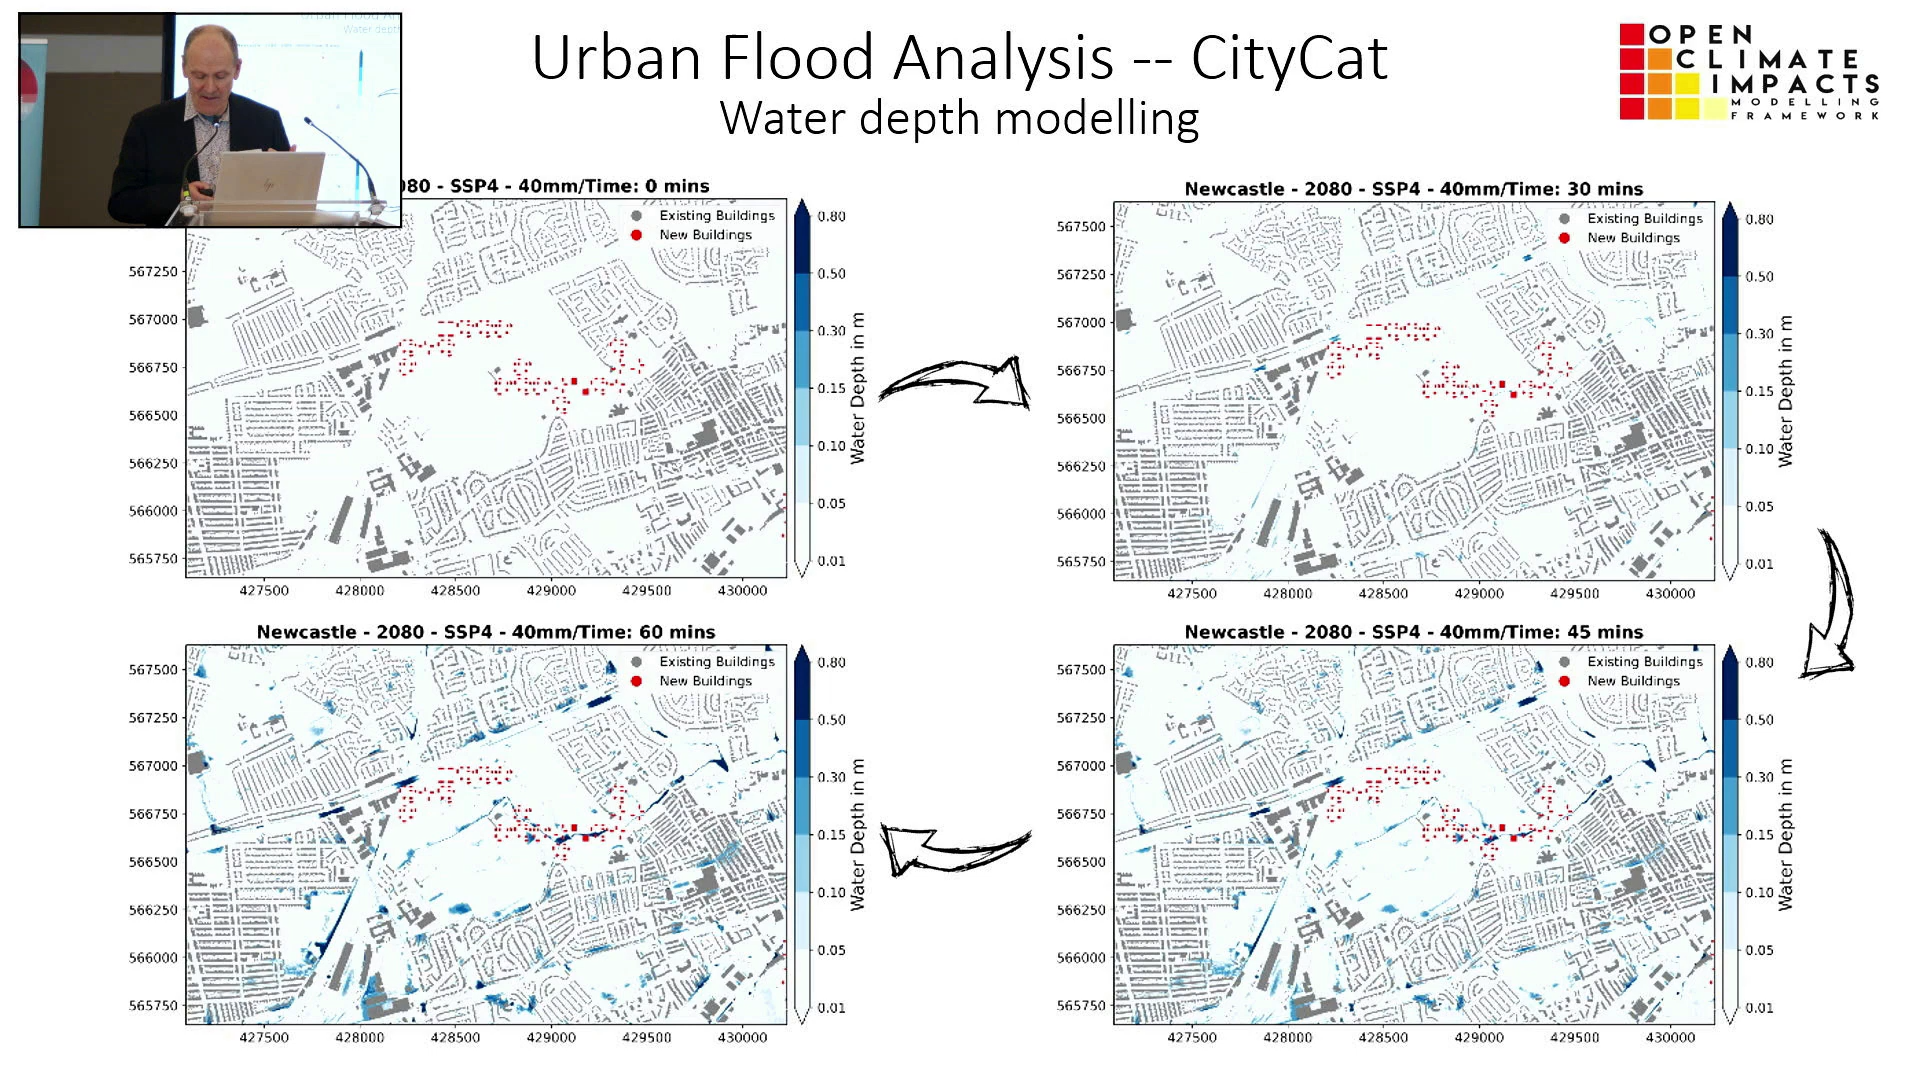 Urban Flood Analysis -- CityCat
Water depth modelling
OPEN
CLIMATE
IMPACTS
MODELLING
FRAMEWORK
080 - SSP4 - 40mm/Time: 0 mins
Existing Buildings
New Buildings
567250
567000
566750
566500
566250
566000
565750
427500 428000 428500 429000 429500 430000
0.80
0.50
0.30
0.15
0.10
0.05
0.01
Water Depth in m
Newcastle - 2080 - SSP4 - 40mm/Time: 30 mins
Existing Buildings
New Buildings
567500
567250
567000
566750
566500
566250
566000
565750
427500 428000 428500 429000 429500 430000
0.80
0.50
0.30
0.15
0.10
0.05
0.01
Water Depth in m
Newcastle - 2080 - SSP4 - 40mm/Time: 60 mins
Existing Buildings
New Buildings
567500
567250
567000
566750
566500
566250
566000
565750
427500 428000 428500 429000 429500 430000
0.80
0.50
0.30
0.15
0.10
0.05
0.01
Water Depth in m
Newcastle - 2080 - SSP4 - 40mm/Time: 45 mins
Existing Buildings
New Buildings
567500
567250
567000
566750
566500
566250
566000
565750
427500 428000 428500 429000 429500 430000
0.80
0.50
0.30
0.15
0.10
0.05
0.01
Water Depth in m